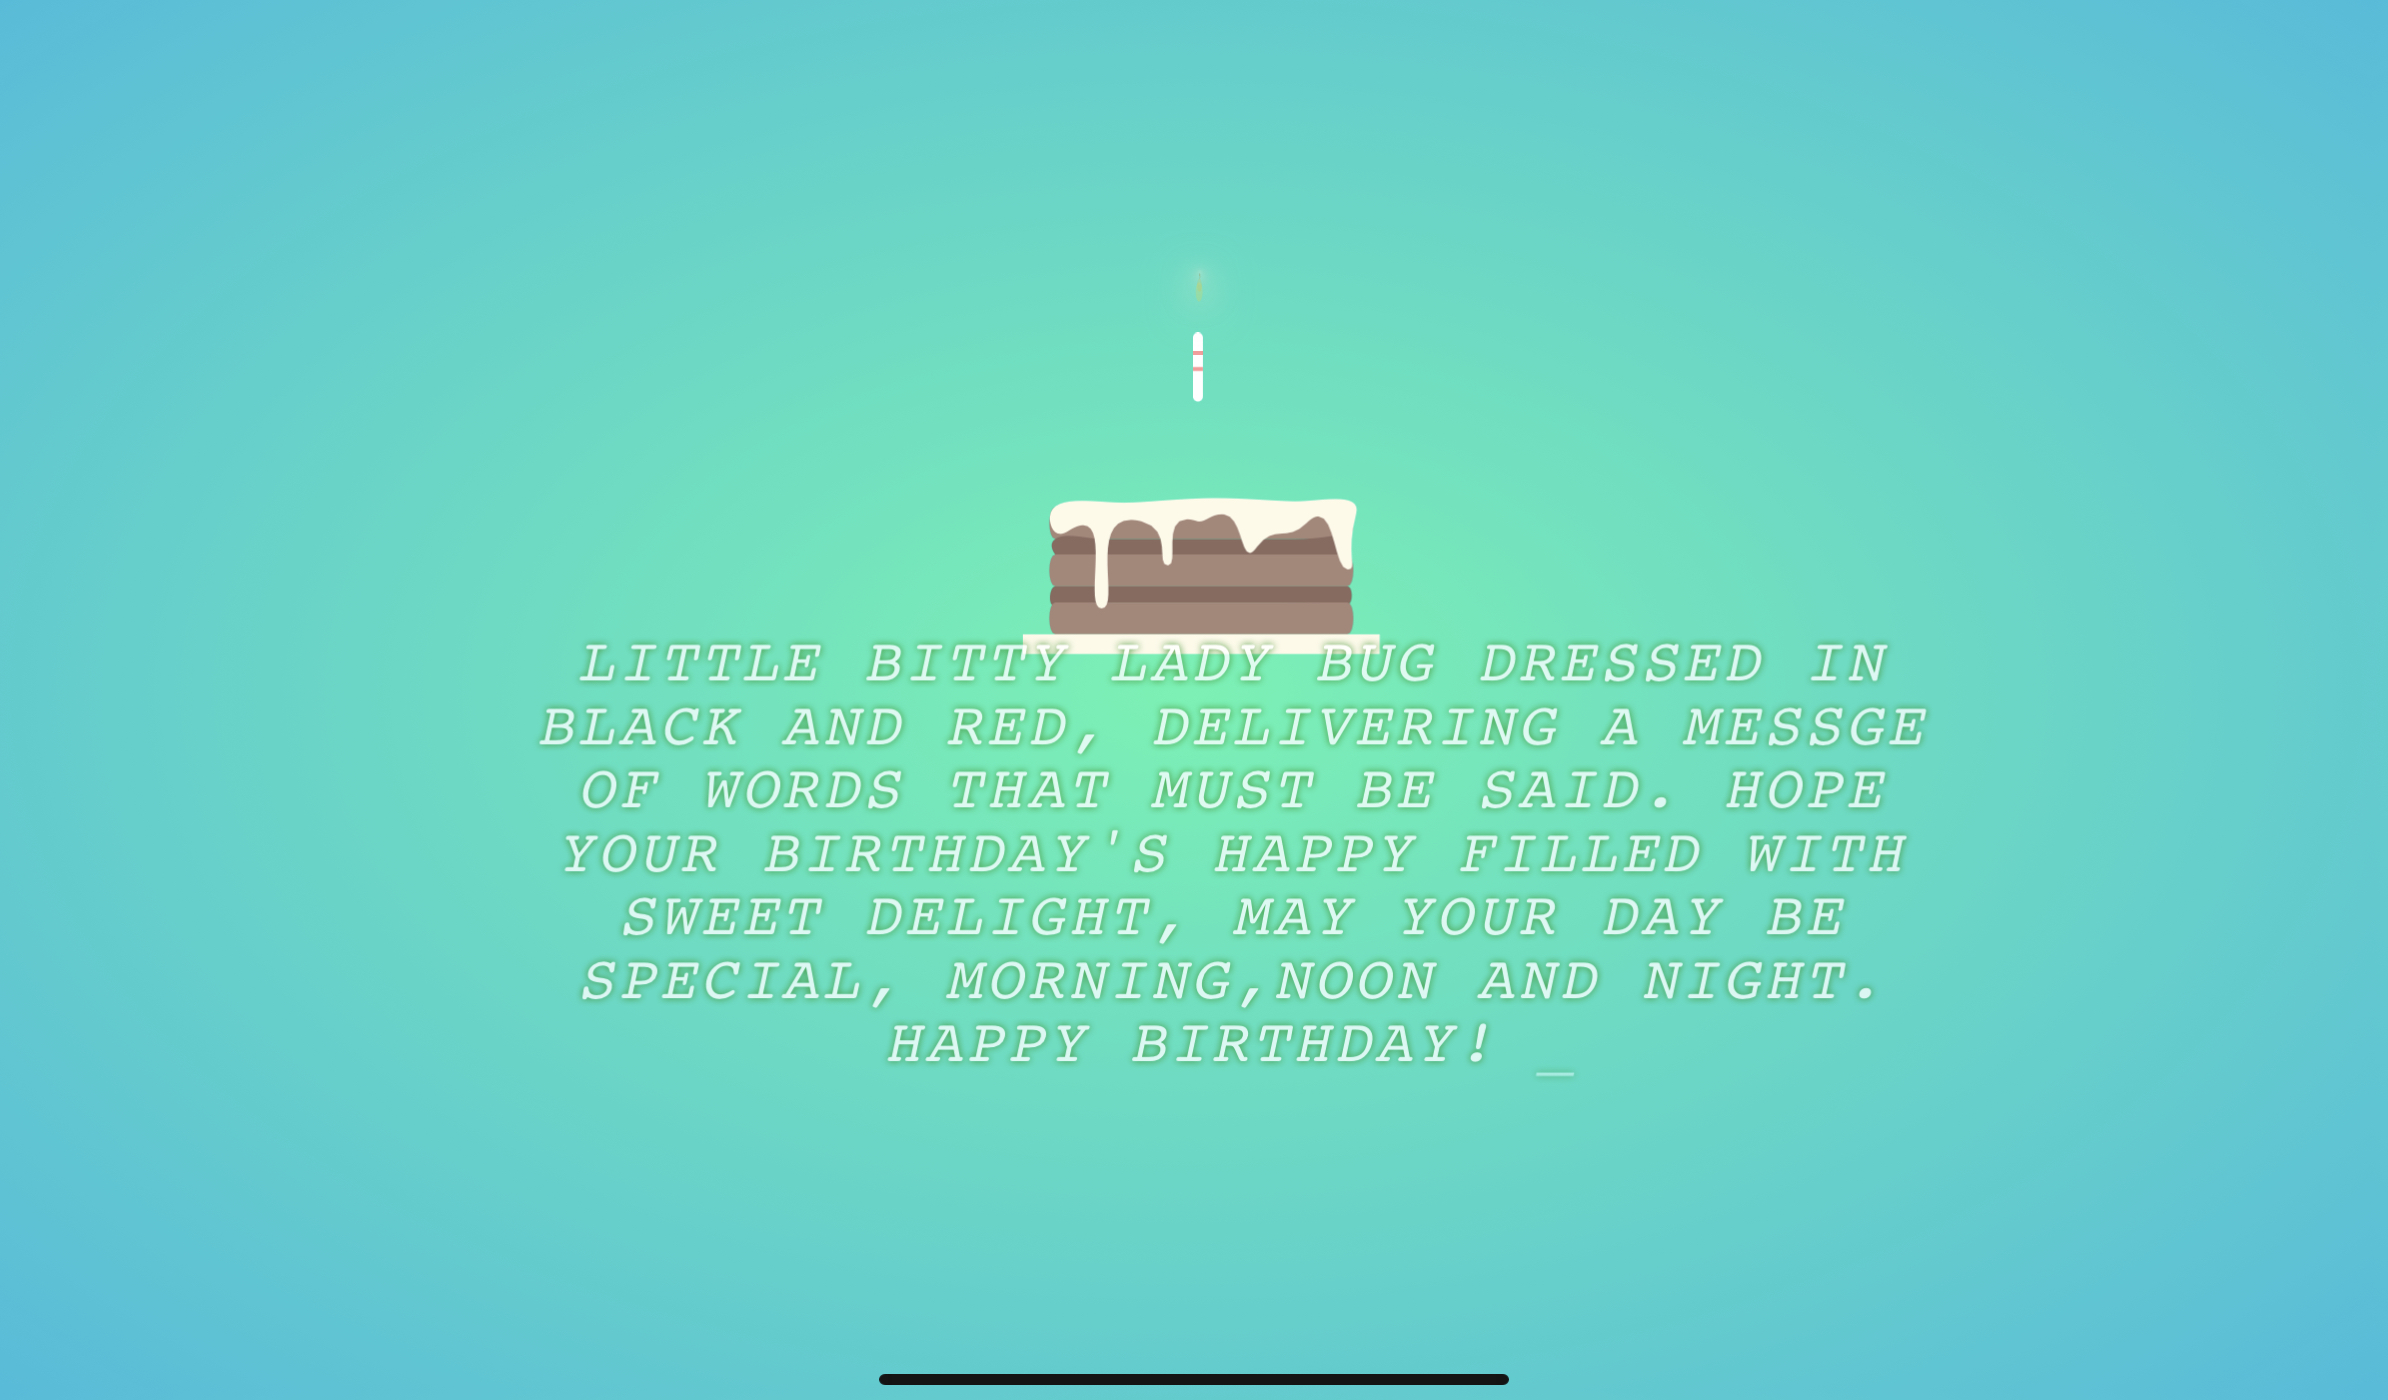 LITTLE BITTY LADY BUG DRESSED IN
BLACK AND RED, DELIVERING A MESSGE
OF WORDS THAT MUST BE SAID. HOPE
YOUR BIRTHDAY'S HAPPY FILLED WITH
SWEET DELIGHT, MAY YOUR DAY BE
SPECIAL, MORNING,NOON AND NIGHT.
HAPPY BIRTHDAY! _